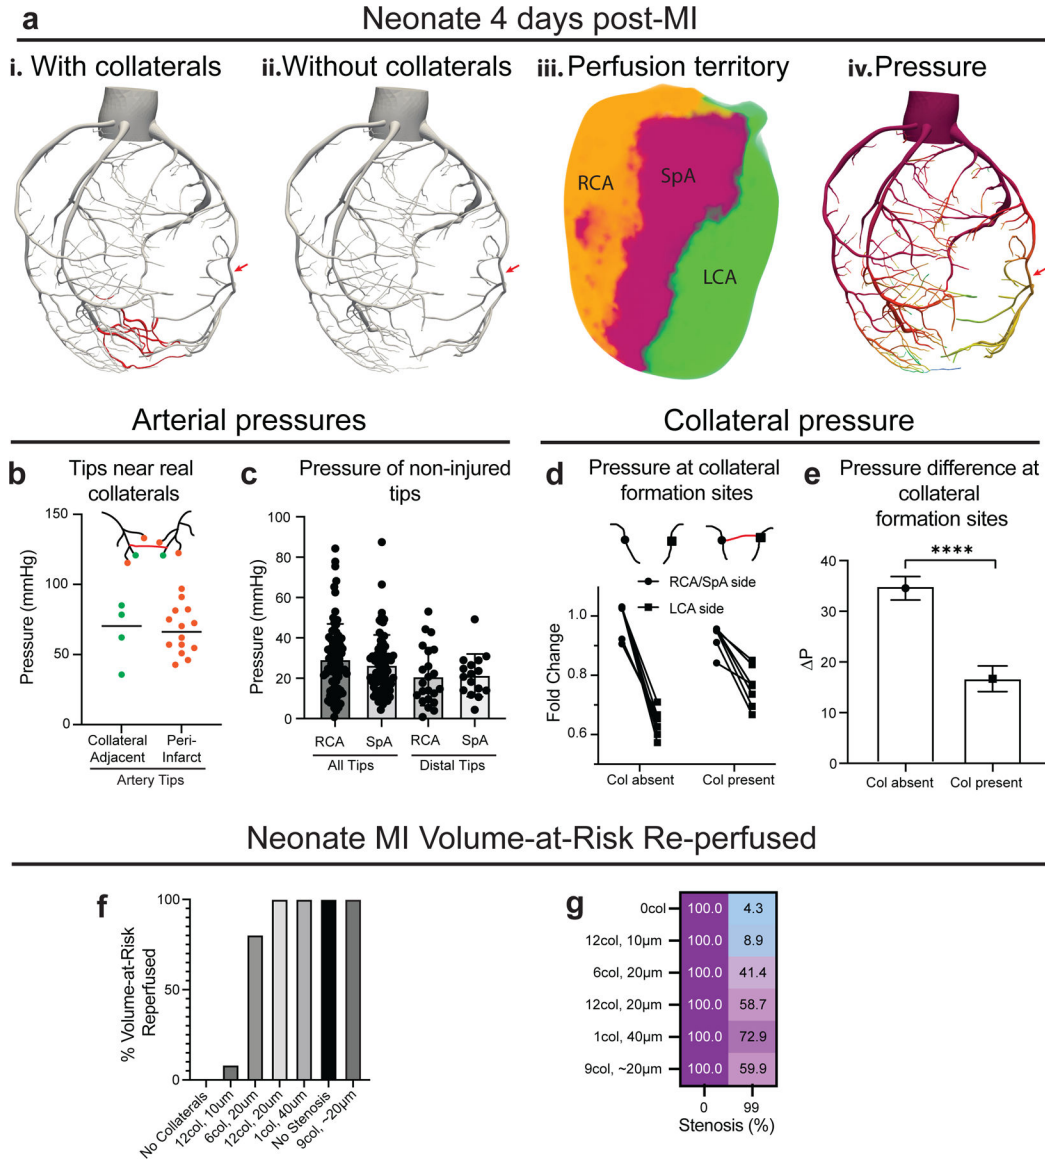 a
Neonate 4 days post-MI
i. With collaterals
ii.Without collaterals
iii.Perfusion territory
iv.Pressure
RCA
SpA
LCA
Arterial pressures
Collateral pressure
b
Tips near real
collaterals
Pressure (mmHg)
150
100
50
0
Collateral
Adjacent
Peri-
Infarct
Artery Tips
c
Pressure of non-injured
tips
Pressure (mmHg)
100
80
60
40
20
0
RCA
SpA
RCA
SpA
All Tips
Distal Tips
d
Pressure at collateral
formation sites
RCA/SpA side
LCA side
Fold Change
1.0
0.8
0.6
Col absent
Col present
e
Pressure difference at
collateral
formation sites
****
ΔP
40
30
20
10
0
Col absent
Col present
Neonate MI Volume-at-Risk Re-perfused
f
% Volume-at-Risk
Reperfused
100
50
0
No Collaterals
12col, 10um
6col, 20um
12col, 20um
1col, 40um
No Stenosis
9col, ~20µm
g
0col
100.0
4.3
12col, 10µm
100.0
8.9
6col, 20µm
100.0
41.4
12col, 20µm
100.0
58.7
1col, 40µm
100.0
72.9
9col, ~20µm
100.0
59.9
0
99
Stenosis (%)